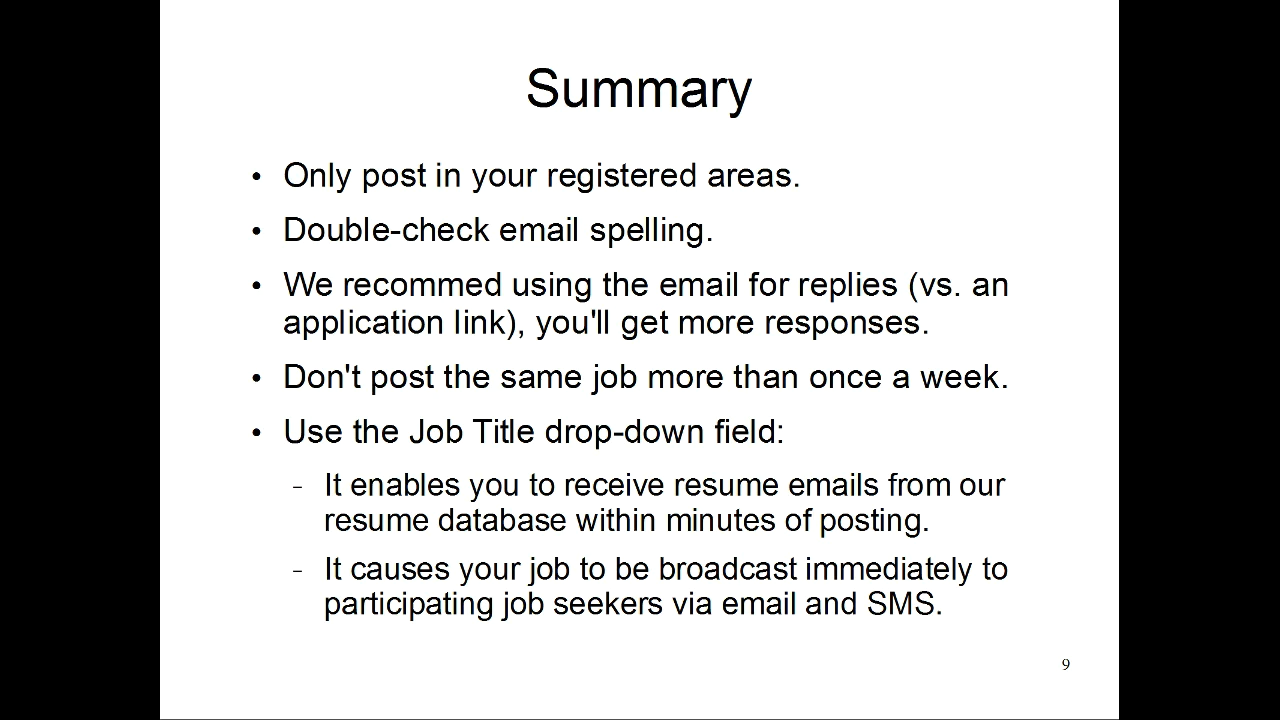 Summary
• Only post in your registered areas.
• Double-check email spelling.
• We recommed using the email for replies (vs. an
application link), you'll get more responses.
• Don't post the same job more than once a week.
• Use the Job Title drop-down field:
– It enables you to receive resume emails from our
resume database within minutes of posting.
– It causes your job to be broadcast immediately to
participating job seekers via email and SMS.
9